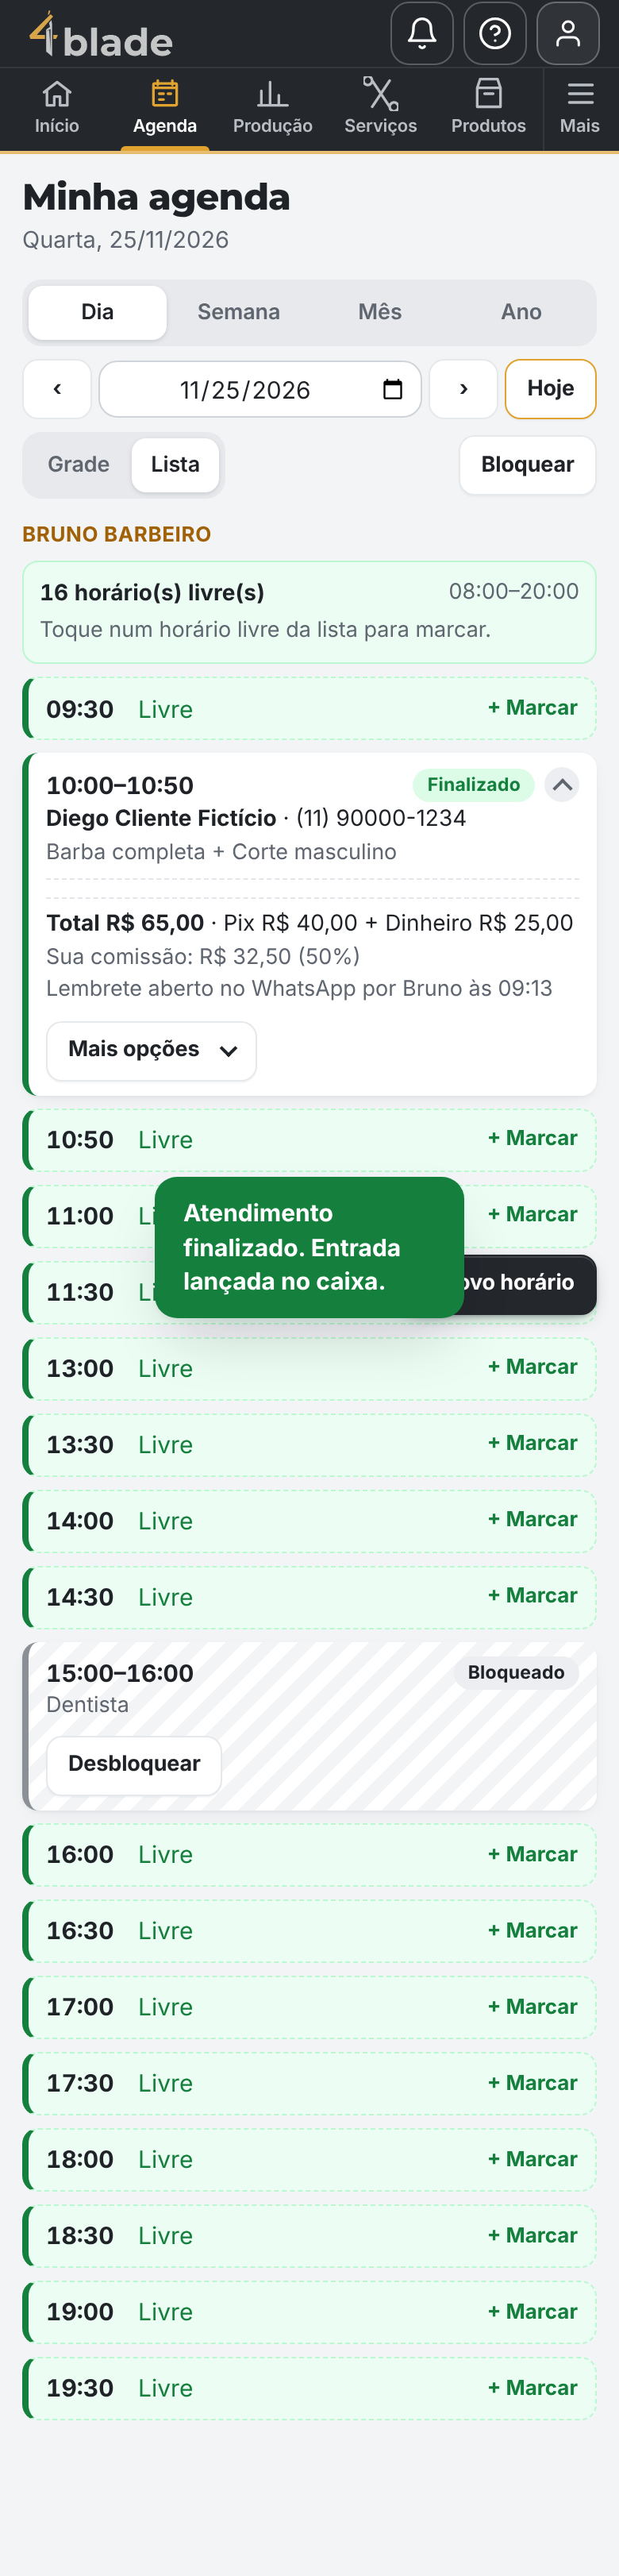 4blade
Início
Agenda
Produção
Serviços
Produtos
Mais
Minha agenda
Quarta, 25/11/2026
Dia
Semana
Mês
Ano
‹
11/25/2026
›
Hoje
Grade
Lista
Bloquear
BRUNO BARBEIRO
16 horário(s) livre(s)
08:00–20:00
Toque num horário livre da lista para marcar.
09:30 Livre + Marcar
10:00–10:50 Finalizado
Diego Cliente Fictício · (11) 90000-1234
Barba completa + Corte masculino
Total R$ 65,00 · Pix R$ 40,00 + Dinheiro R$ 25,00
Sua comissão: R$ 32,50 (50%)
Lembrete aberto no WhatsApp por Bruno às 09:13
Mais opções
10:50 Livre + Marcar
11:00 + Marcar
11:30
Atendimento
finalizado. Entrada
lançada no caixa.
horário
13:00 Livre + Marcar
13:30 Livre + Marcar
14:00 Livre + Marcar
14:30 Livre + Marcar
15:00–16:00 Bloqueado
Dentista
Desbloquear
16:00 Livre + Marcar
16:30 Livre + Marcar
17:00 Livre + Marcar
17:30 Livre + Marcar
18:00 Livre + Marcar
18:30 Livre + Marcar
19:00 Livre + Marcar
19:30 Livre + Marcar